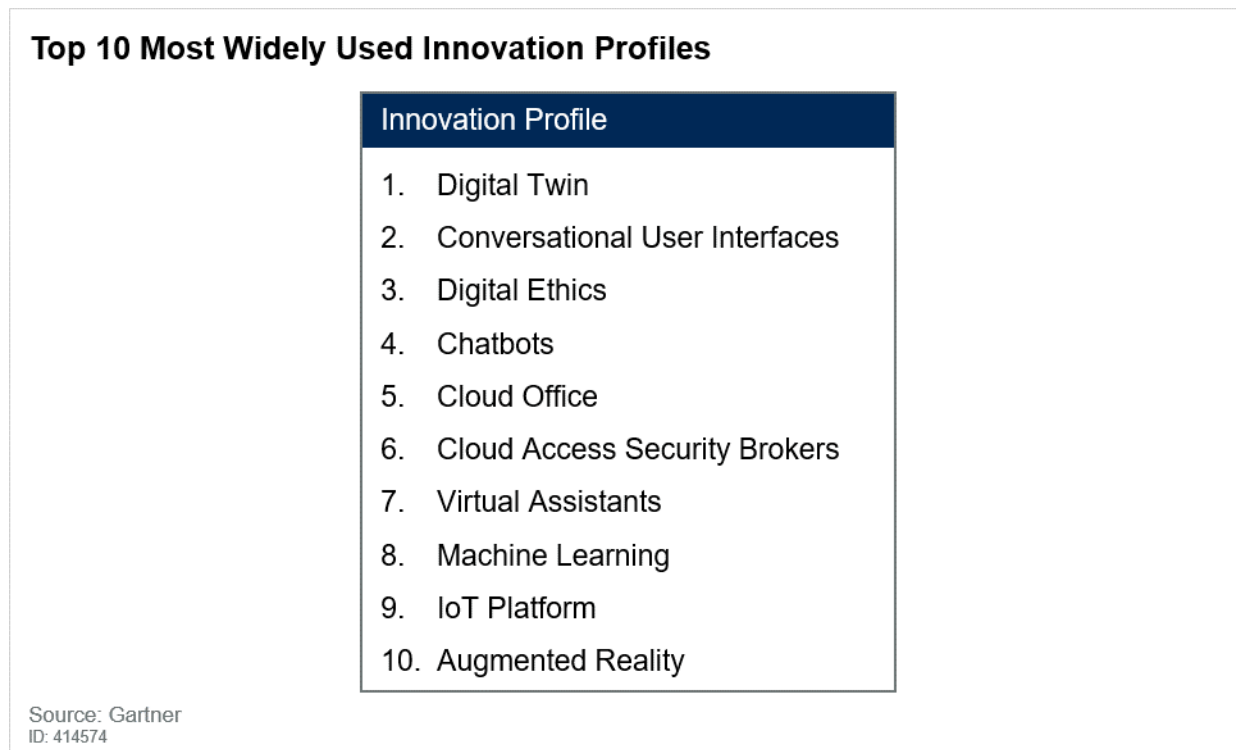 Top 10 Most Widely Used Innovation Profiles
Innovation Profile
1. Digital Twin
2. Conversational User Interfaces
3. Digital Ethics
4. Chatbots
5. Cloud Office
6. Cloud Access Security Brokers
7. Virtual Assistants
8. Machine Learning
9. IoT Platform
10. Augmented Reality
Source: Gartner
ID: 414574